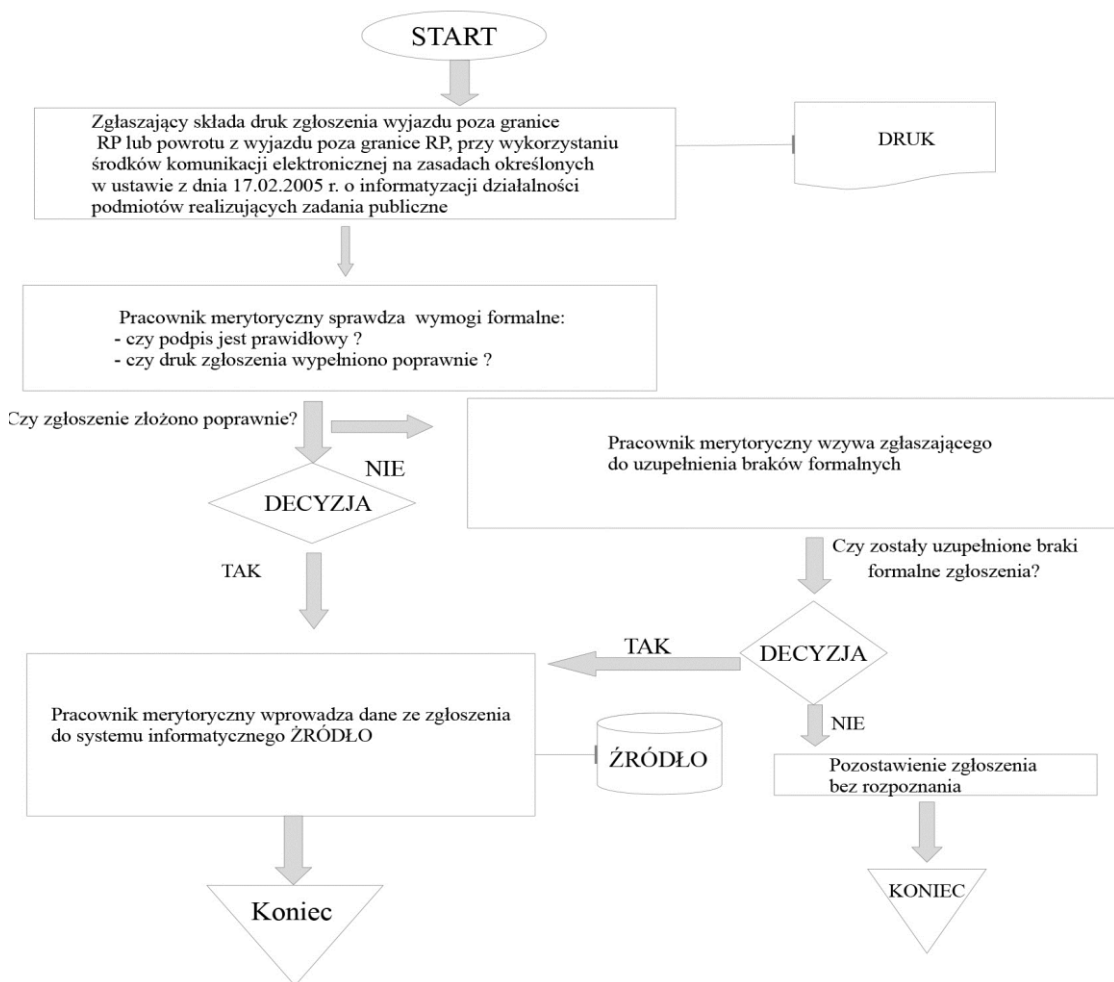 START
Zgłaszający składa druk zgłoszenia wyjazdu poza granice
RP lub powrotu z wyjazdu poza granice RP, przy wykorzystaniu
środków komunikacji elektronicznej na zasadach określonych
w ustawie z dnia 17.02.2005 r. o informatyzacji działalności
podmiotów realizujących zadania publiczne
DRUK
Pracownik merytoryczny sprawdza wymogi formalne:
- czy podpis jest prawidłowy ?
- czy druk zgłoszenia wypełniono poprawnie ?
Czy zgłoszenie złożono poprawnie?
NIE
DECYZJA
TAK
Pracownik merytoryczny wzywa zgłaszającego
do uzupełnienia braków formalnych
Czy zostały uzupełnione braki
formalne zgłoszenia?
DECYZJA
TAK
NIE
Pracownik merytoryczny wprowadza dane ze zgłoszenia
do systemu informatycznego ŻRÓDŁO
ŹRÓDŁO
Pozostawienie zgłoszenia
bez rozpoznania
Koniec
KONIEC